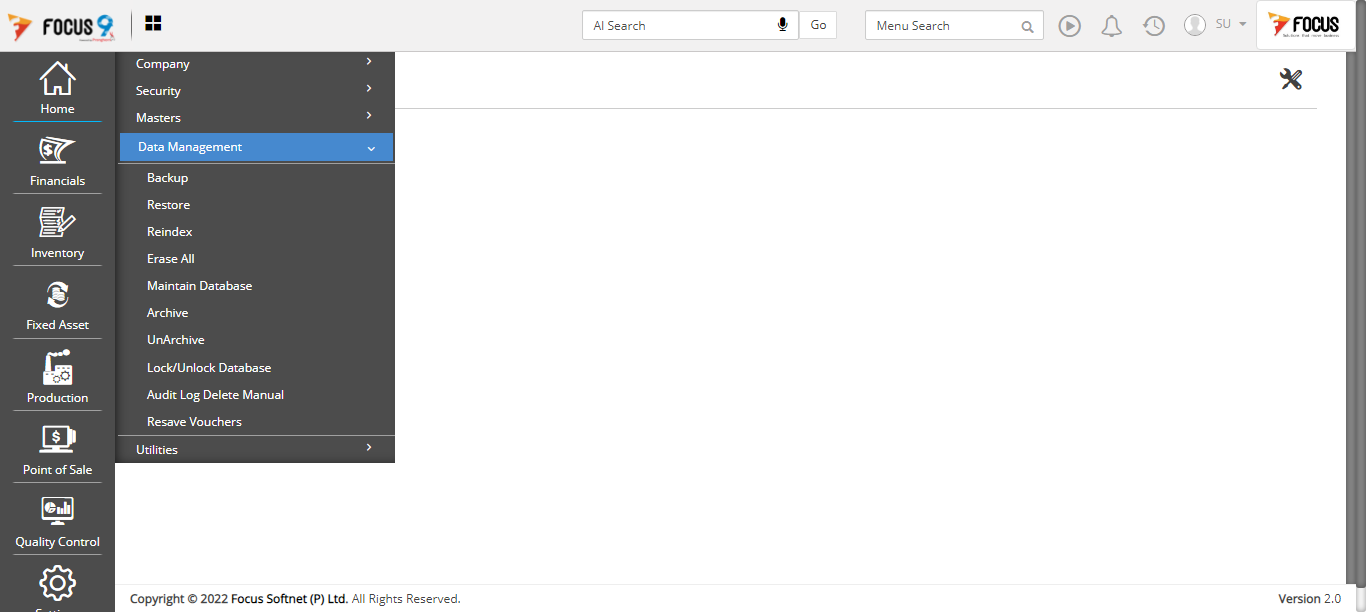 FOCUS 9
AI Search
Go
Menu Search
SU
FOCUS
Home
Financials
Inventory
Fixed Asset
Production
Point of Sale
Quality Control
Company
Security
Masters
Data Management
Backup
Restore
Reindex
Erase All
Maintain Database
Archive
UnArchive
Lock/Unlock Database
Audit Log Delete Manual
Resave Vouchers
Utilities
Copyright © 2022 Focus Softnet (P) Ltd. All Rights Reserved.
Version 2.0